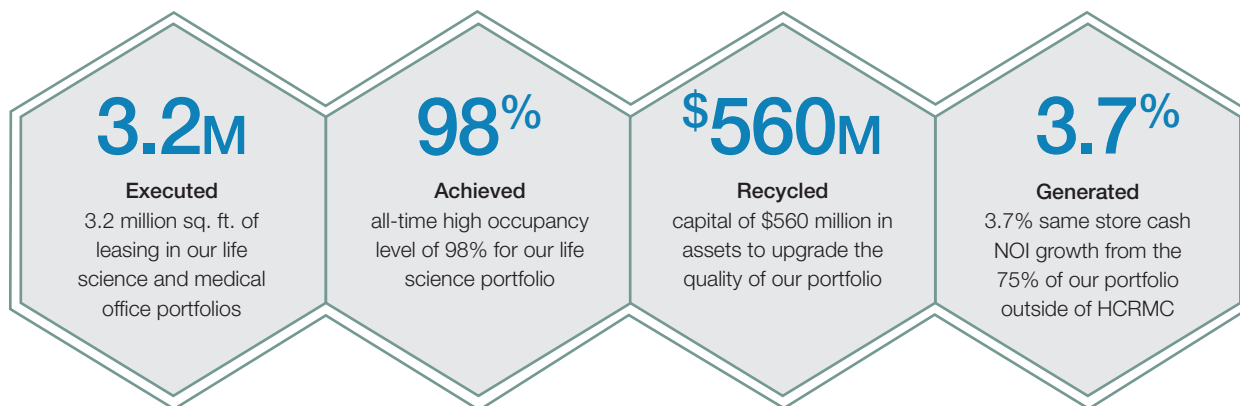 3.2M
Executed
3.2 million sq. ft. of
leasing in our life
science and medical
office portfolios
98%
Achieved
all-time high occupancy
level of 98% for our life
science portfolio
$560M
Recycled
capital of $560 million in
assets to upgrade the
quality of our portfolio
3.7%
Generated
3.7% same store cash
NOI growth from the
75% of our portfolio
outside of HCRMC